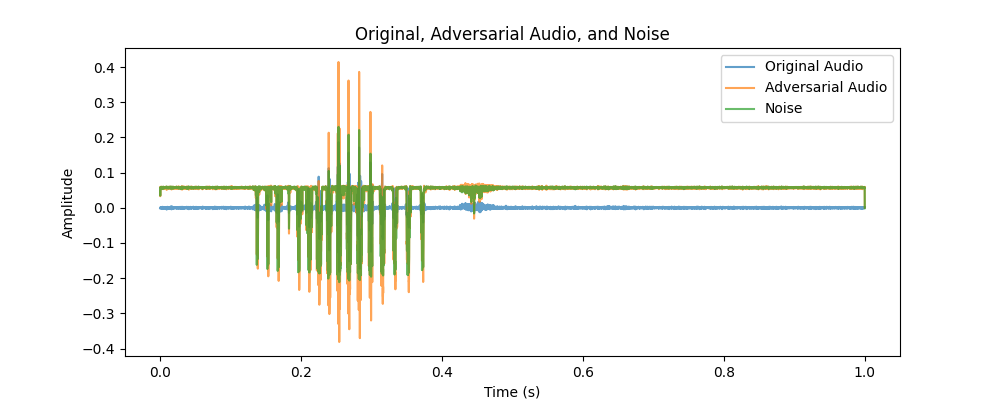 Original, Adversarial Audio, and Noise
Original Audio
Adversarial Audio
Noise
Amplitude
0.4
0.3
0.2
0.1
0.0
−0.1
−0.2
−0.3
−0.4
0.0 0.2 0.4 0.6 0.8 1.0
Time (s)